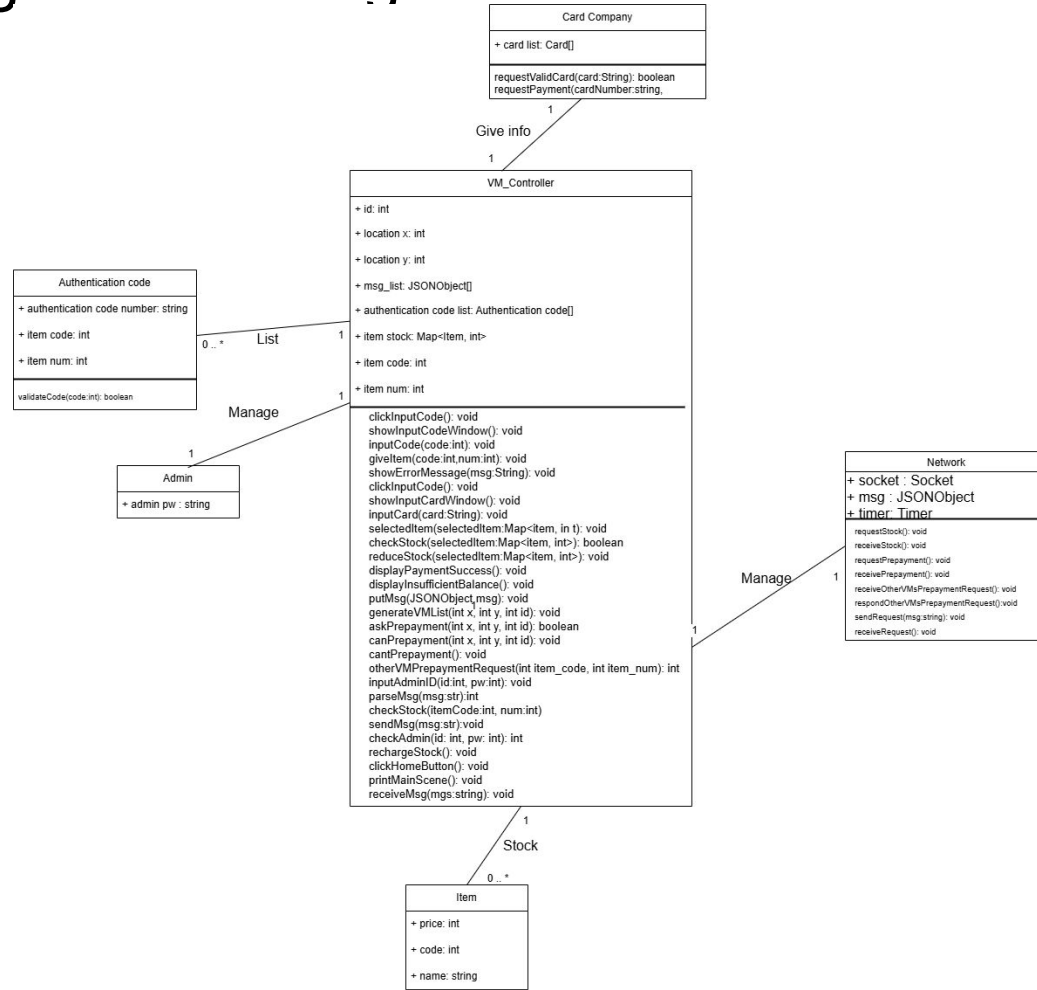 Card Company
+ card list: Card[]
requestValidCard(card:String): boolean
requestPayment(cardNumber:string,
1
Give info
1
VM_Controller
+ id: int
+ location x: int
+ location y: int
+ msg_list: JSONObject[]
+ authentication code list: Authentication code[]
+ item stock: Map<Item, int>
+ item code: int
+ item num: int
clickInputCode(): void
showInputCodeWindow(): void
inputCode(code:int): void
giveItem(code:int,num:int): void
showErrorMessage(msg:String): void
clickInputCode(): void
showInputCardWindow(): void
inputCard(card:String): void
selectedItem(selectedItem:Map<item, in t): void
checkStock(selectedItem:Map<item, int>): boolean
reduceStock(selectedItem:Map<item, int>): void
displayPaymentSuccess(): void
displayInsufficientBalance(): void
putMsg(JSONObject msg): void
generateVMList(int x, int y, int id): void
askPrepayment(int x, int y, int id): boolean
canPrepayment(int x, int y, int id): void
cantPrepayment(): void
otherVMPrepaymentRequest(int item_code, int item_num): int
inputAdminID(id:int, pw:int): void
parseMsg(msg:str):int
checkStock(itemCode:int, num:int)
sendMsg(msg:str):void
checkAdmin(id: int, pw: int): int
rechargeStock(): void
clickHomeButton(): void
printMainScene(): void
receiveMsg(mgs:string): void
Authentication code
+ authentication code number: string
+ item code: int
+ item num: int
validateCode(code:int): boolean
0 .. *
List
1
Manage
1
1
Admin
+ admin pw : string
Network
+ socket : Socket
+ msg : JSONObject
+ timer: Timer
requestStock(): void
receiveStock(): void
requestPrepayment(): void
receivePrepayment(): void
receiveOtherVMsPrepaymentRequest(): void
respondOtherVMsPrepaymentRequest():void
sendRequest(msg:string): void
receiveRequest(): void
Manage
1
1
1
Stock
0 .. *
Item
+ price: int
+ code: int
+ name: string